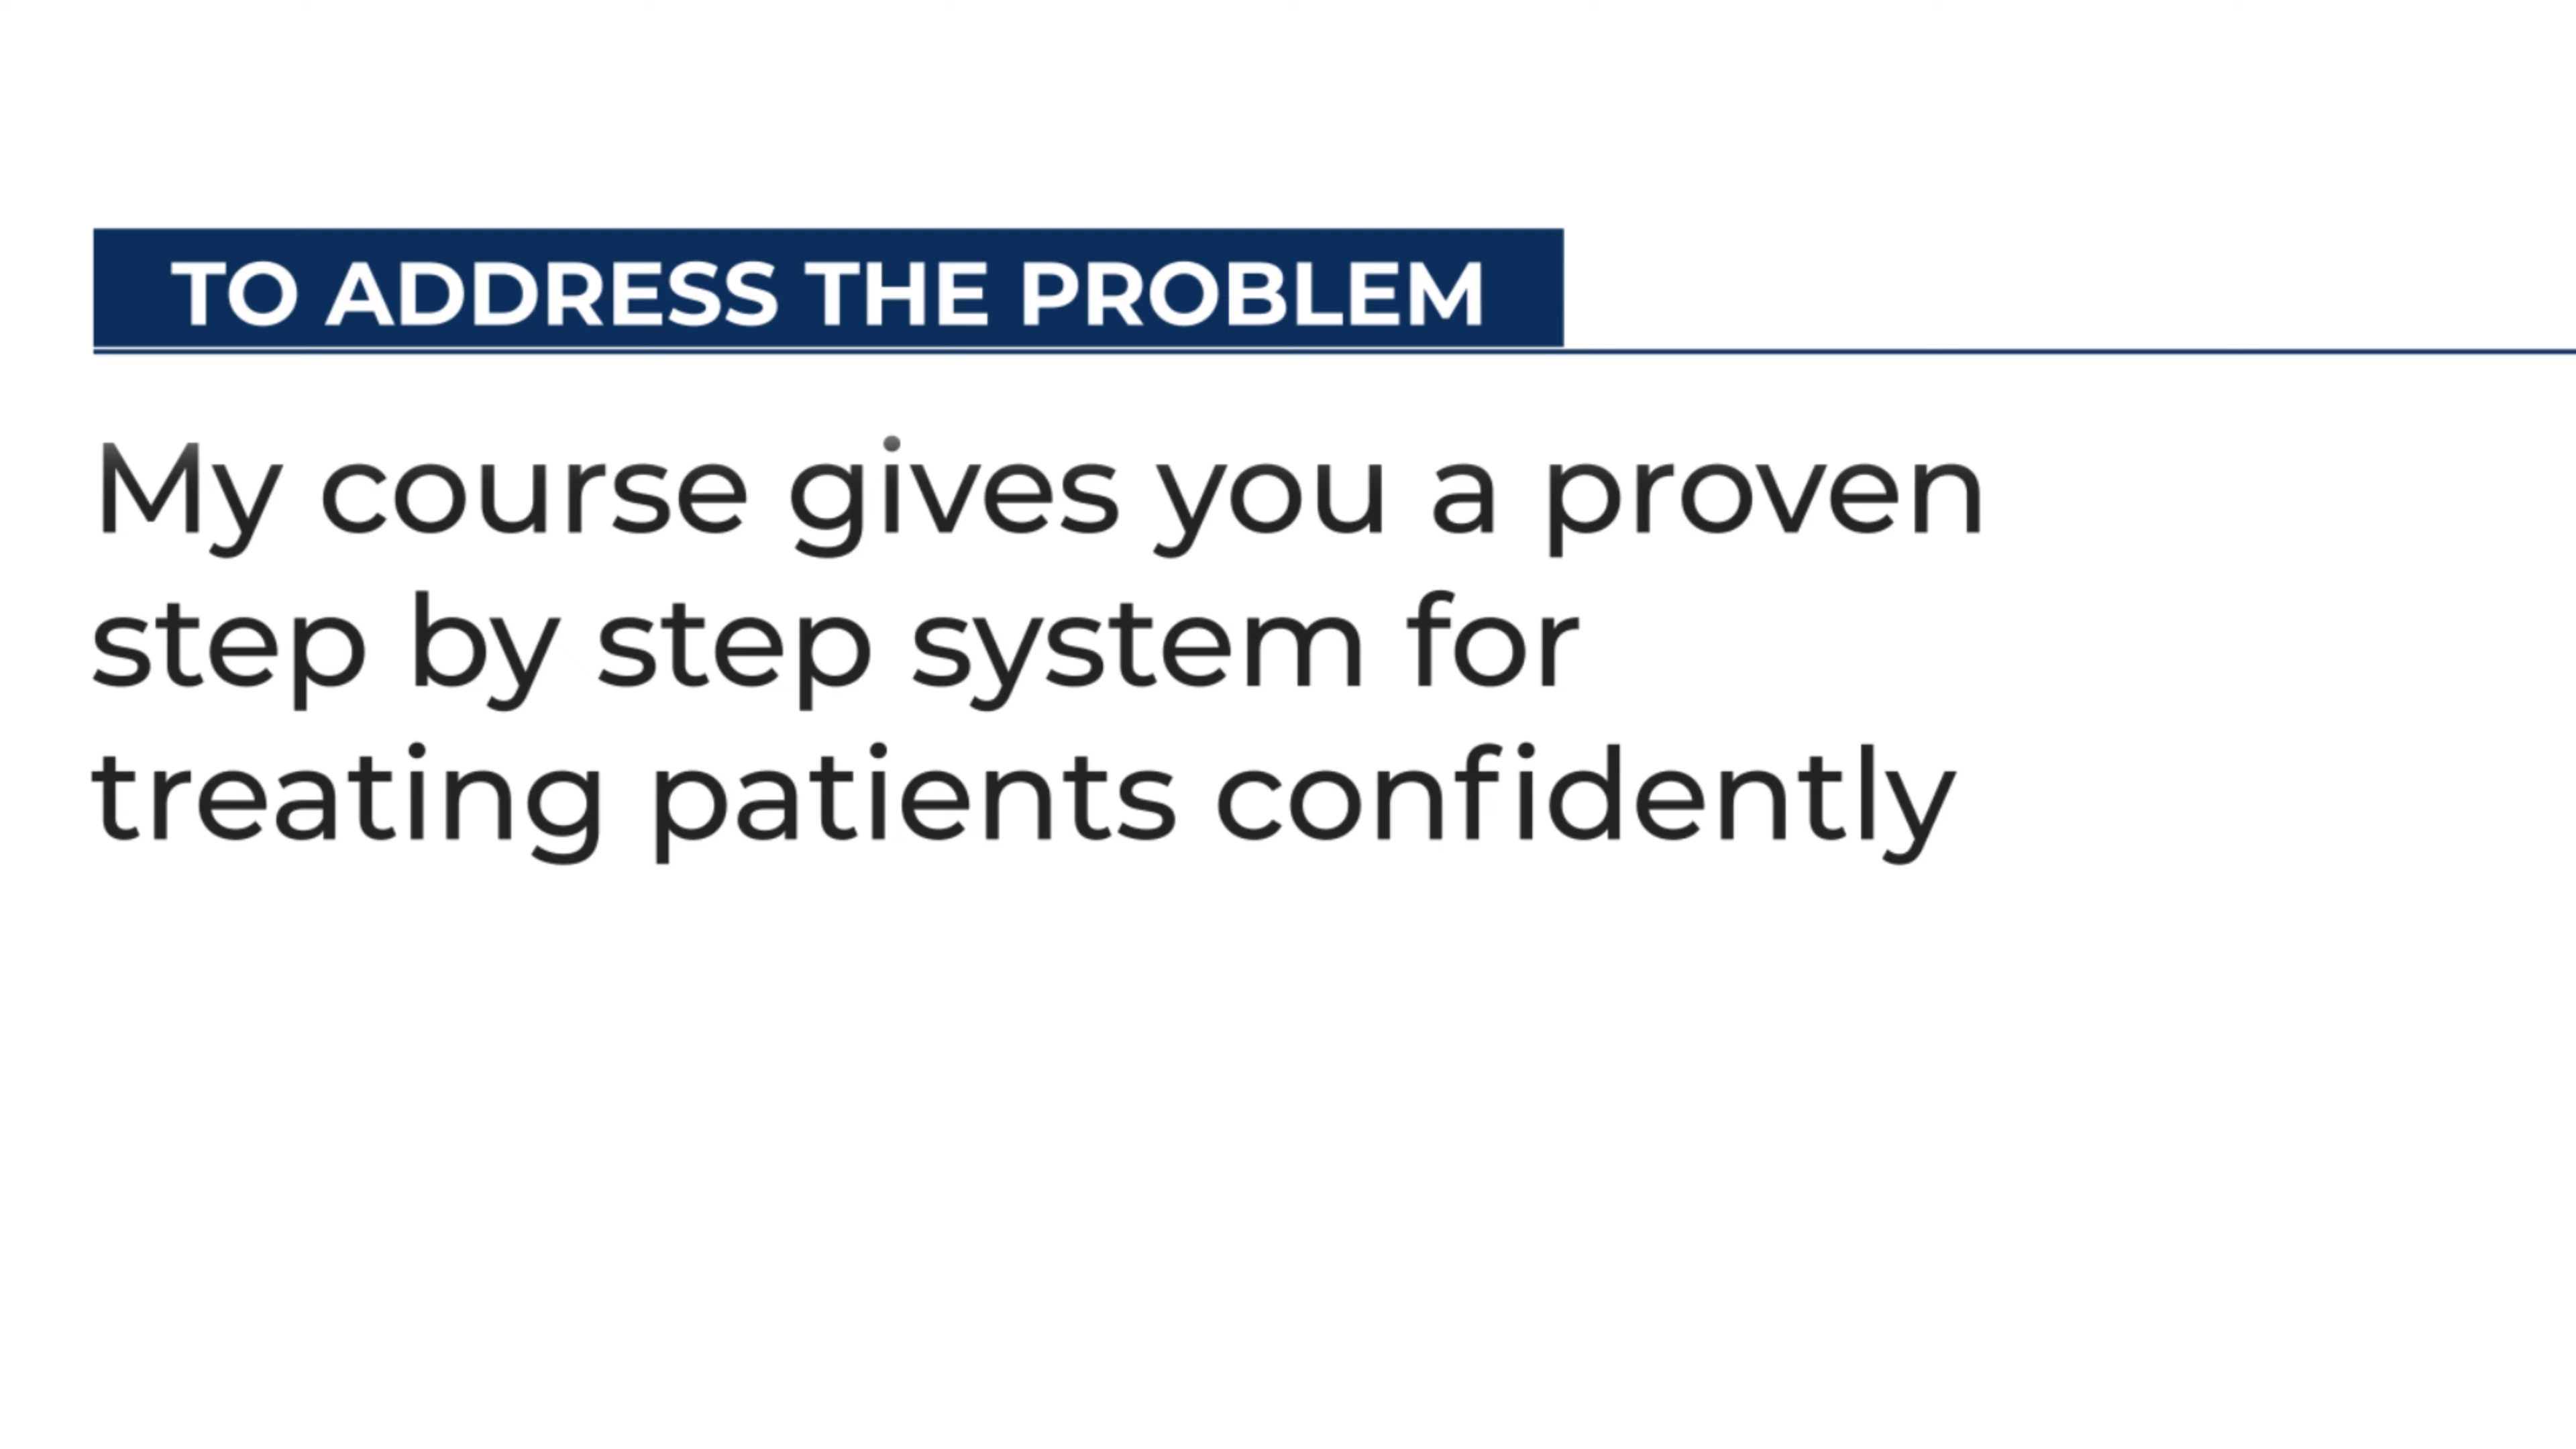 TO ADDRESS THE PROBLEM
My course gives you a proven
step by step system for
treating patients confidently